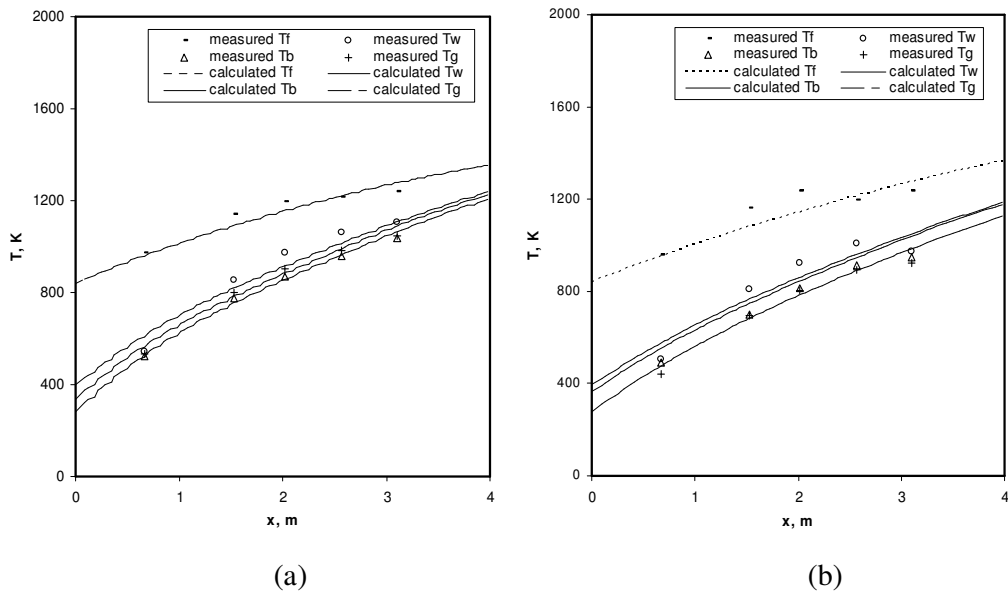 2000
measured Tf
measured Tw
measured Tb
measured Tg
calculated Tf
calculated Tw
calculated Tb
calculated Tg
1600
1200
T, K
800
400
0
0
1
2
3
4
x, m
(a)
2000
measured Tf
measured Tw
measured Tb
measured Tg
calculated Tf
calculated Tw
calculated Tb
calculated Tg
1600
1200
T, K
800
400
0
0
1
2
3
4
x, m
(b)